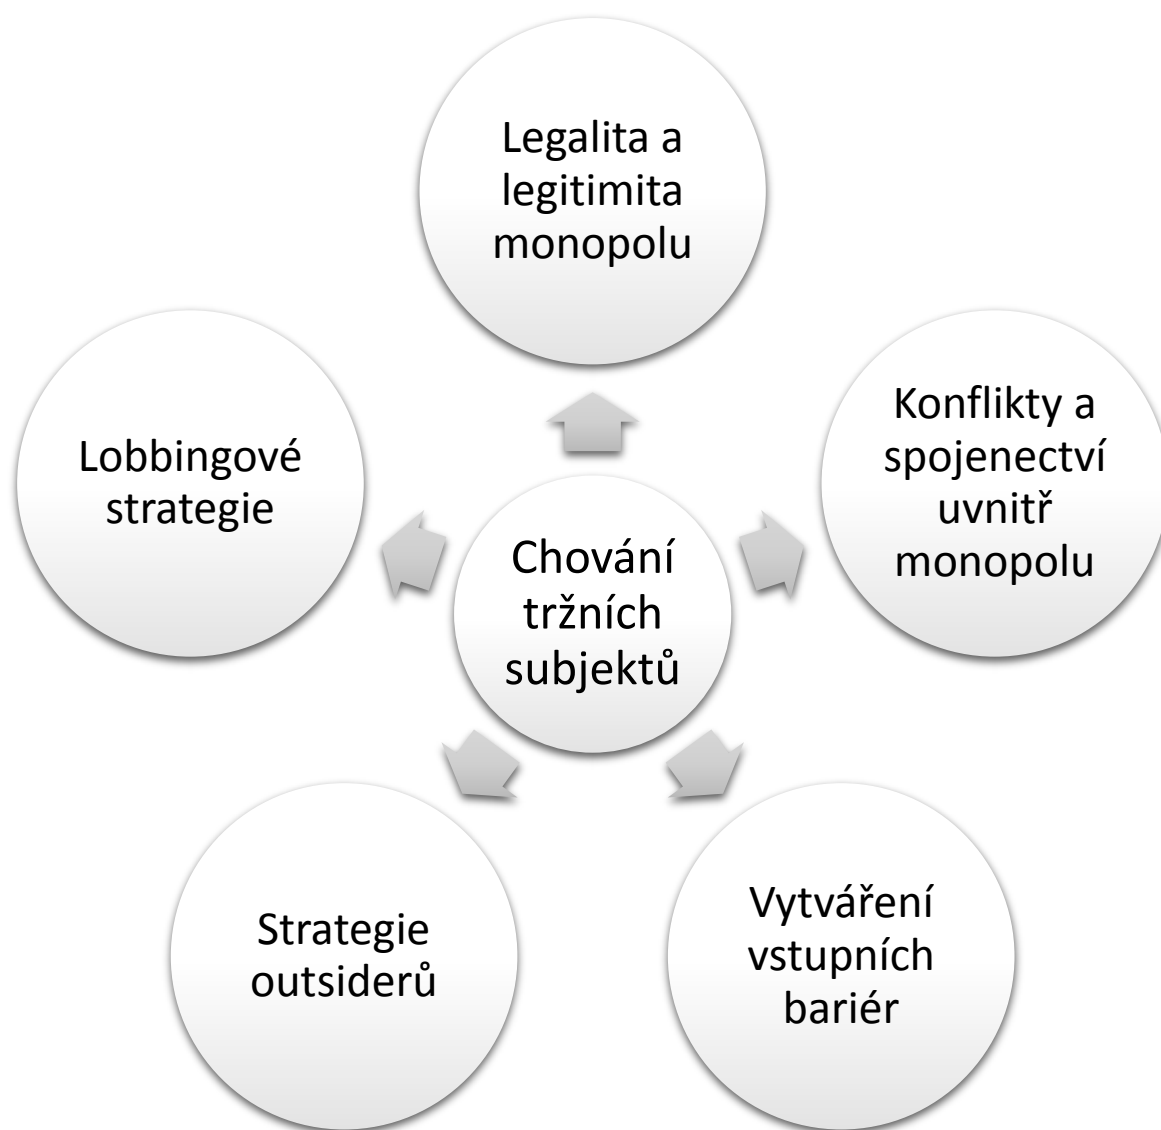 Legalita a
legitimita
monopolu
Konflikty a
spojenectví
uvnitř
monopolu
Lobbingové
strategie
Chování
tržních
subjektů
Vytváření
vstupních
bariér
Strategie
outsiderů